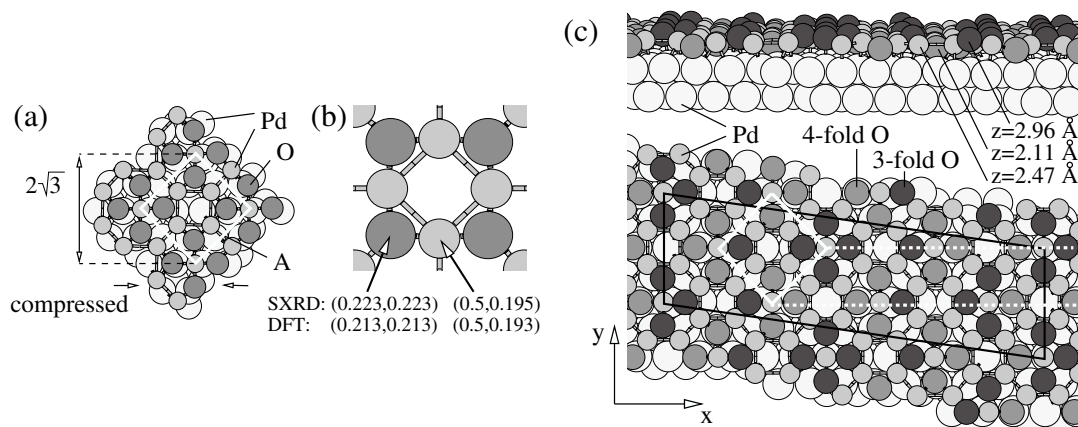 (a)
Pd
O
2√3
A
compressed
(b)
SXRD: (0.223,0.223) (0.5,0.195)
DFT: (0.213,0.213) (0.5,0.193)
(c)
Pd
4-fold O
3-fold O
z=2.96 Å
z=2.11 Å
z=2.47 Å
y
x